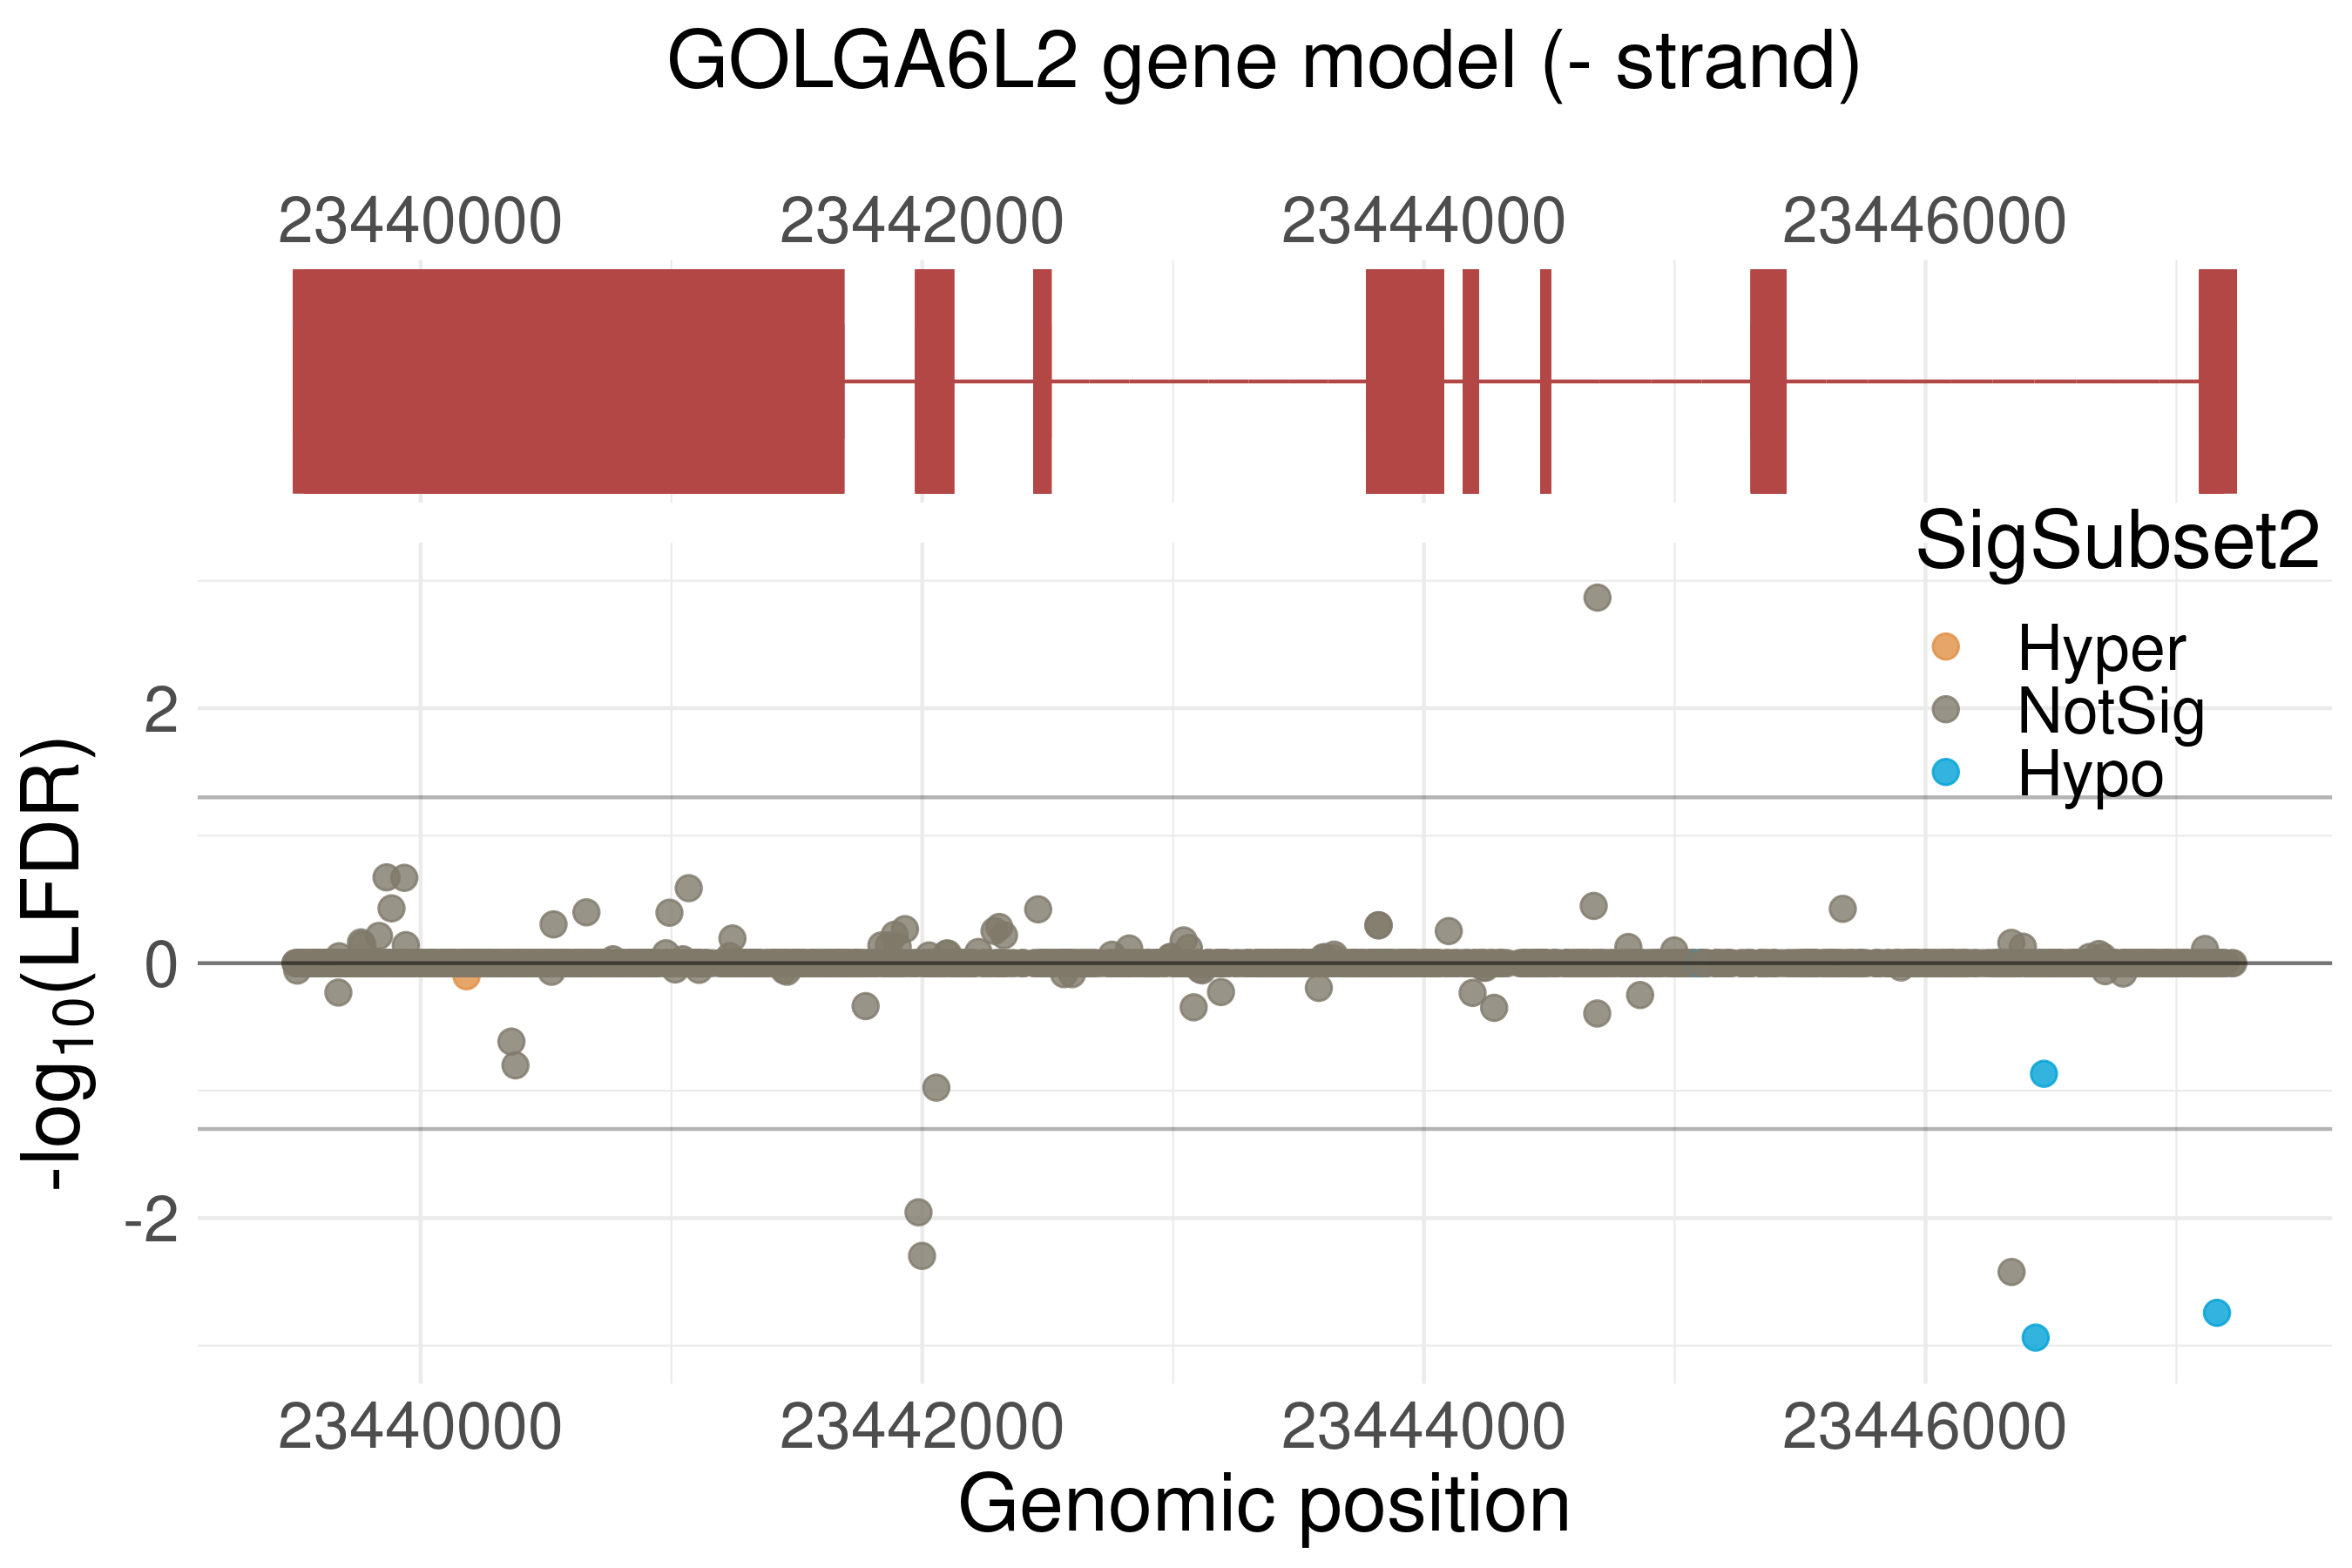 GOLGA6L2 gene model (- strand)
23440000 23442000 23444000 23446000
SigSubset2
Hyper
NotSig
Hypo
2
0
-2
-log10(LFDR)
23440000 23442000 23444000 23446000
Genomic position